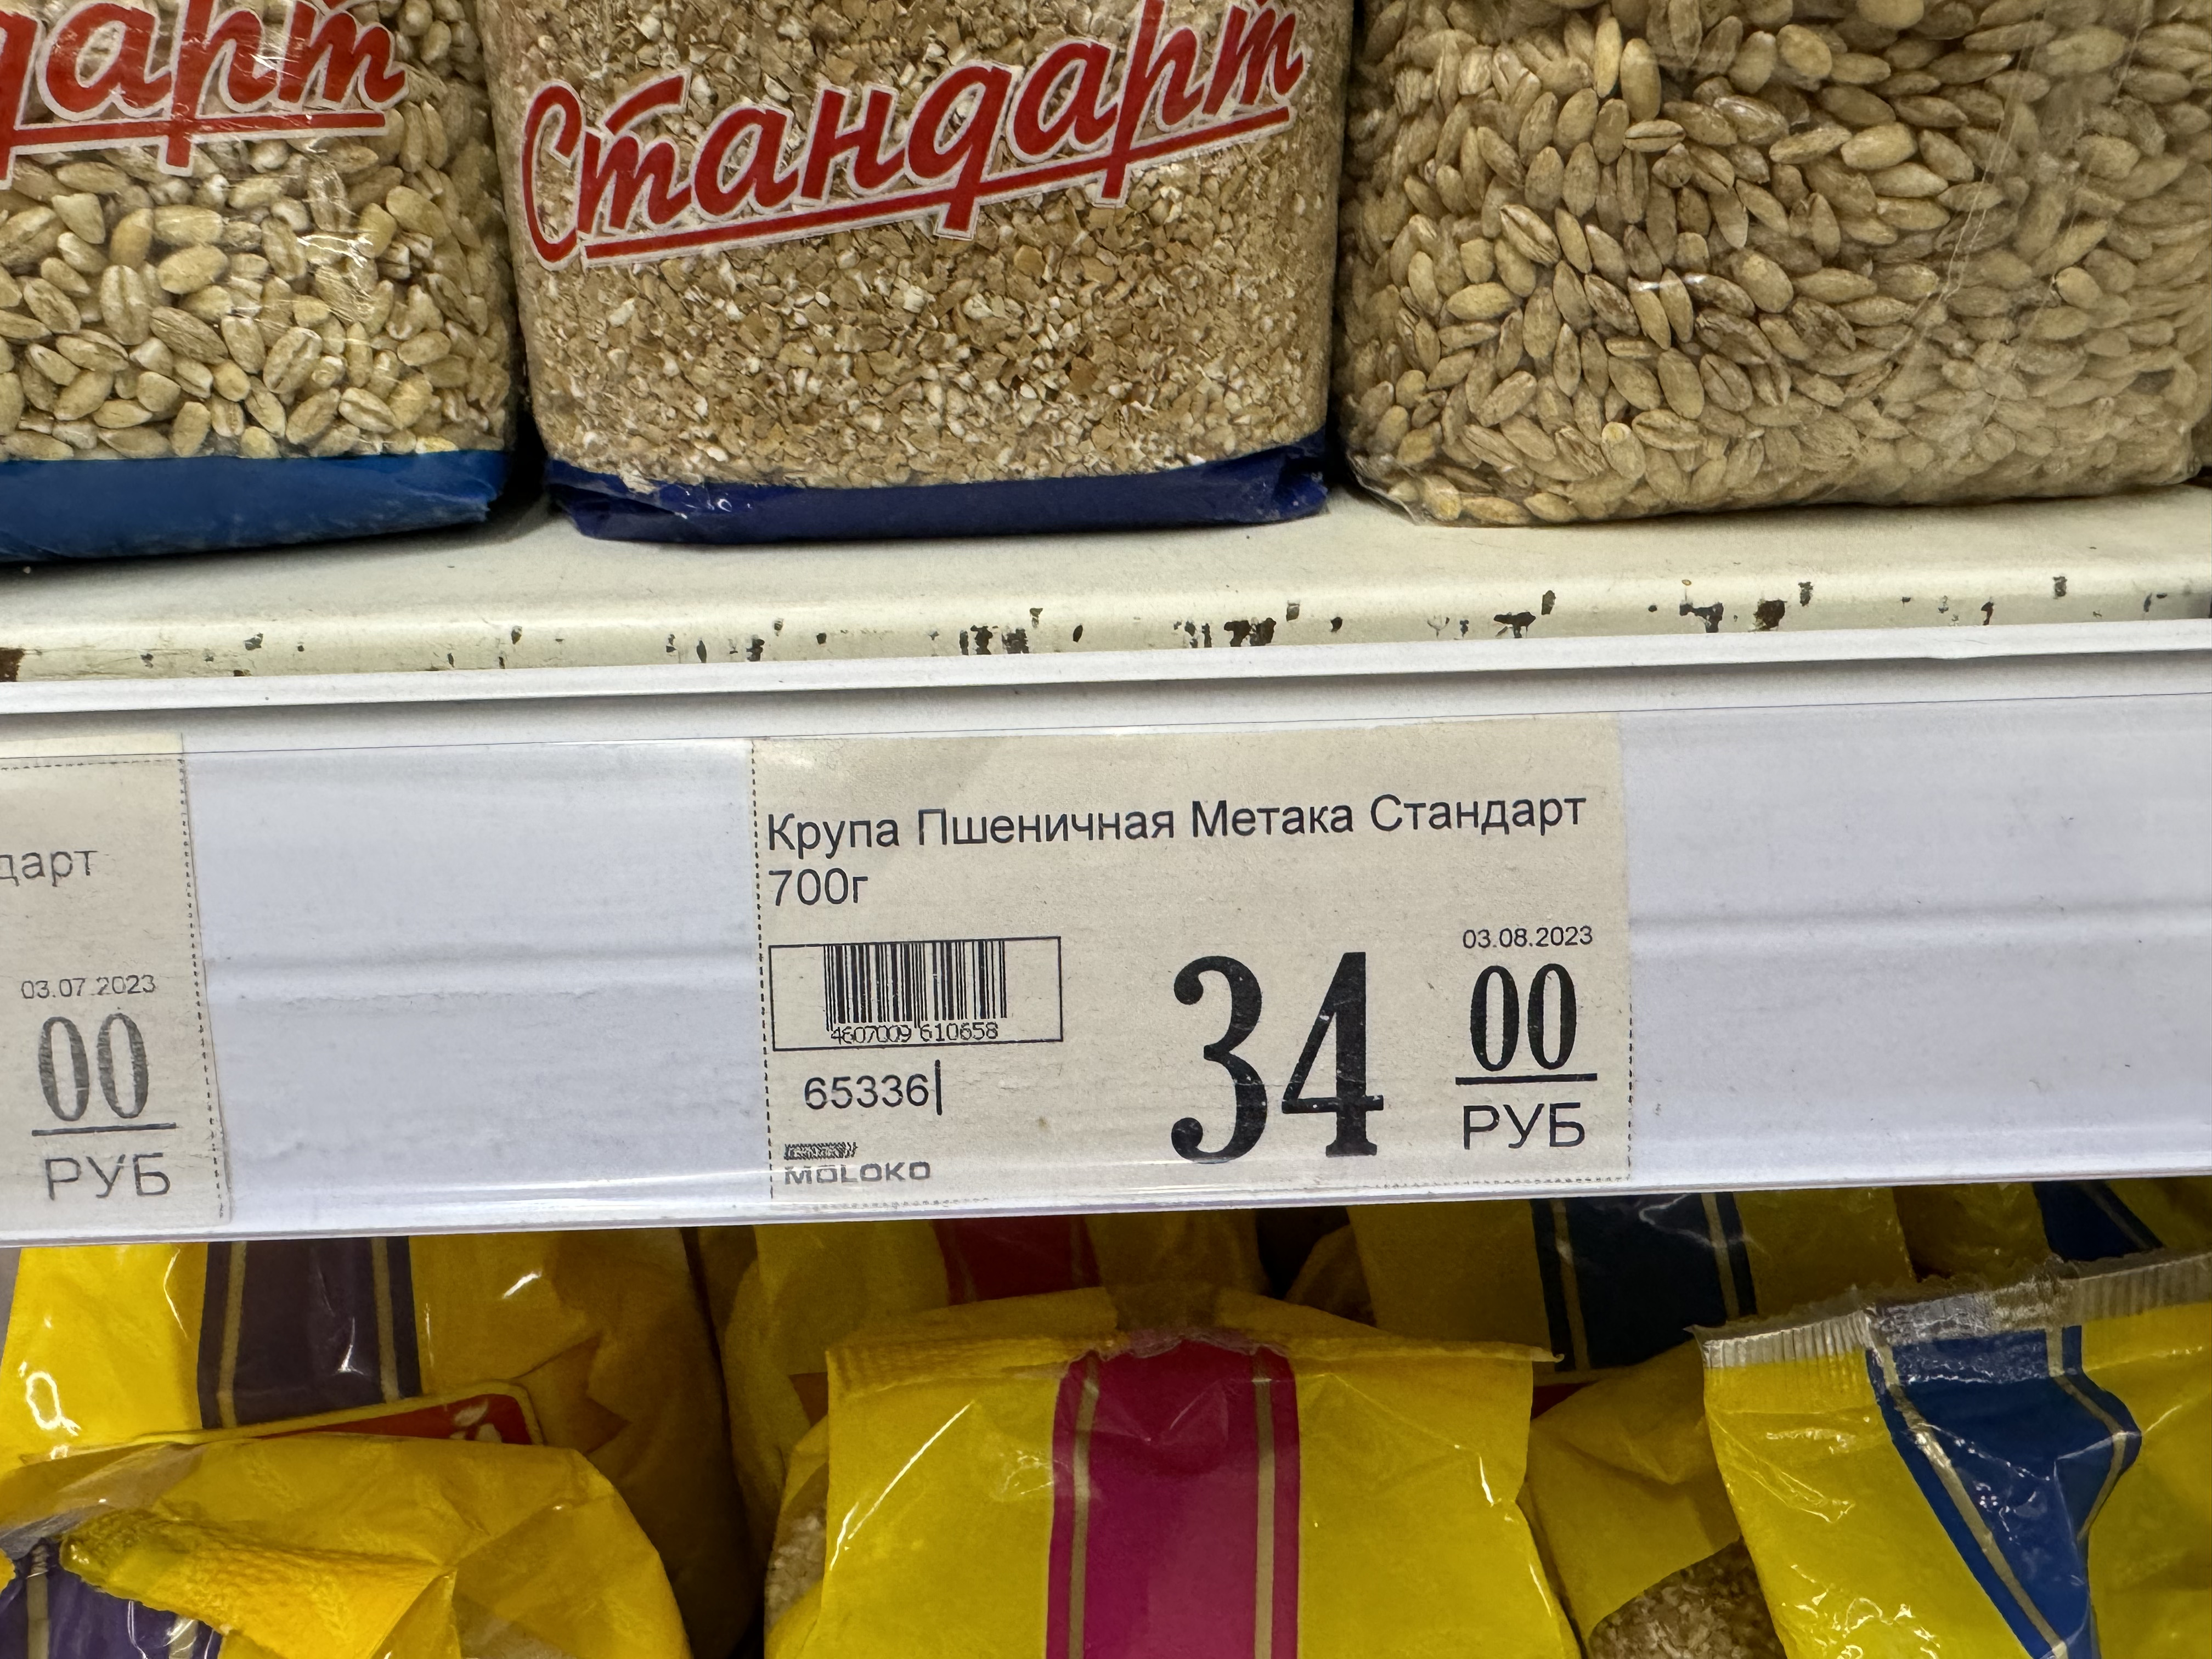 дарт
Стандарт
дарт
03.07.2023
00
РУБ
Крупа Пшеничная Метака Стандарт
700г
03.08.2023
34 00
4607009 610658
65336
РУБ
MOLOKO